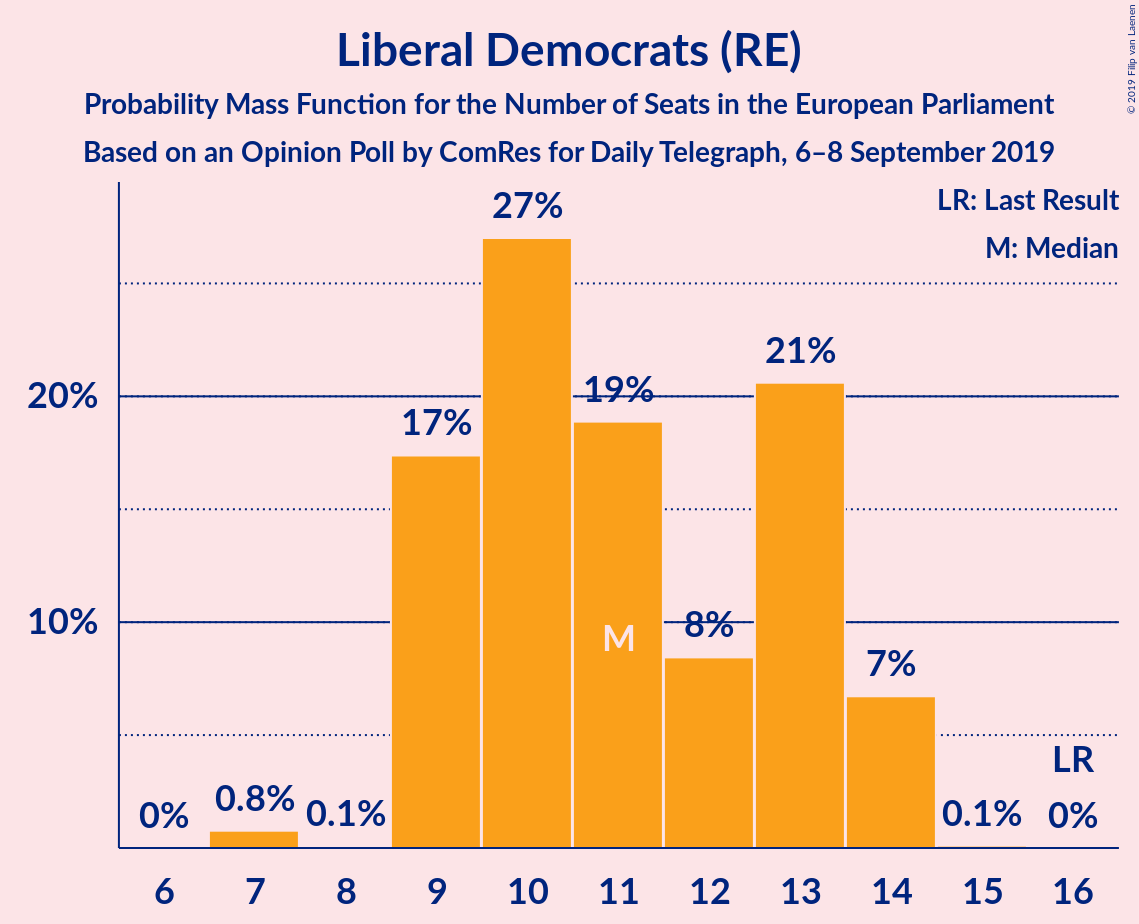 © 2019 Filip van Laenen
Liberal Democrats (RE)
Probability Mass Function for the Number of Seats in the European Parliament
Based on an Opinion Poll by ComRes for Daily Telegraph, 6–8 September 2019
LR: Last Result
M: Median
27%
21%
20%
19%
17%
10%
8%
M
7%
LR
0%
0.8%
0.1%
0.1%
0%
6 7 8 9 10 11 12 13 14 15 16